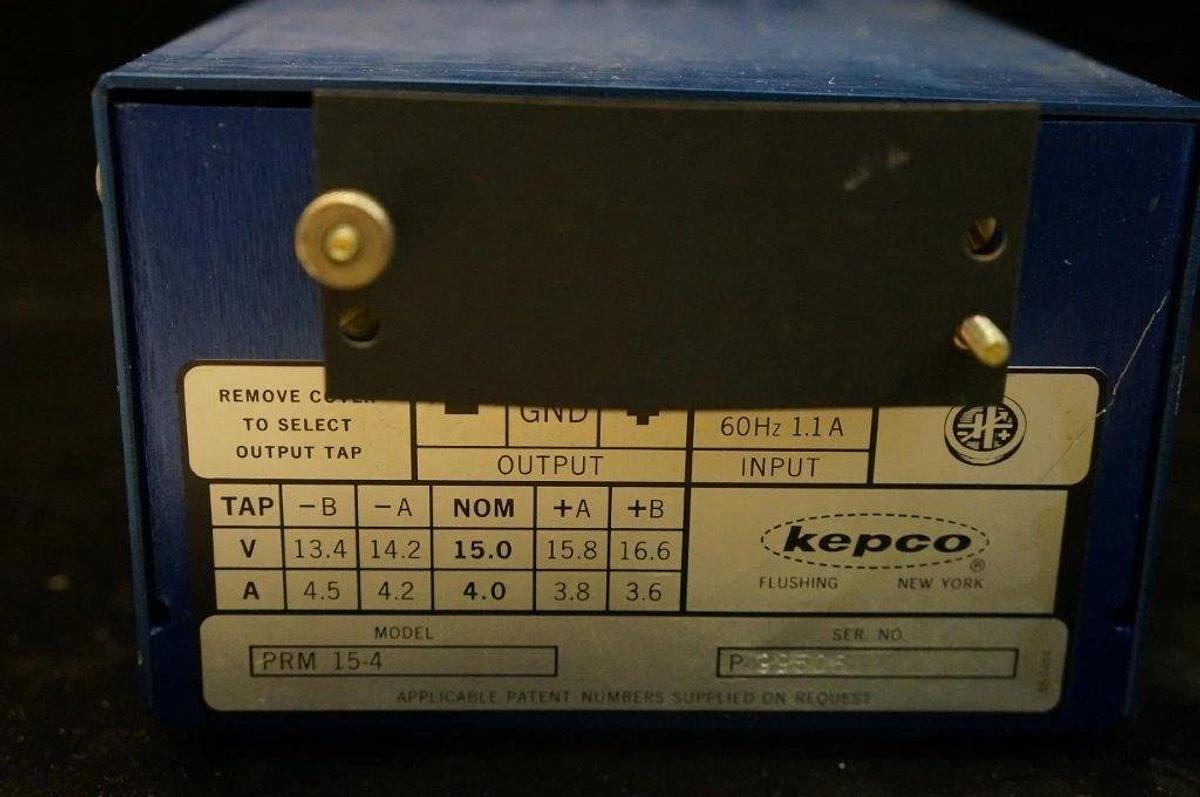 REMOVE COVER
TO SELECT
OUTPUT TAP
- GND +
OUTPUT
60Hz 1.1A
INPUT
TAP -B -A NOM +A +B
V 13.4 14.2 15.0 15.8 16.6
A 4.5 4.2 4.0 3.8 3.6
kepco®
FLUSHING NEW YORK
MODEL
PRM 15-4
SER. NO.
P
APPLICABLE PATENT NUMBERS SUPPLIED ON REQUEST